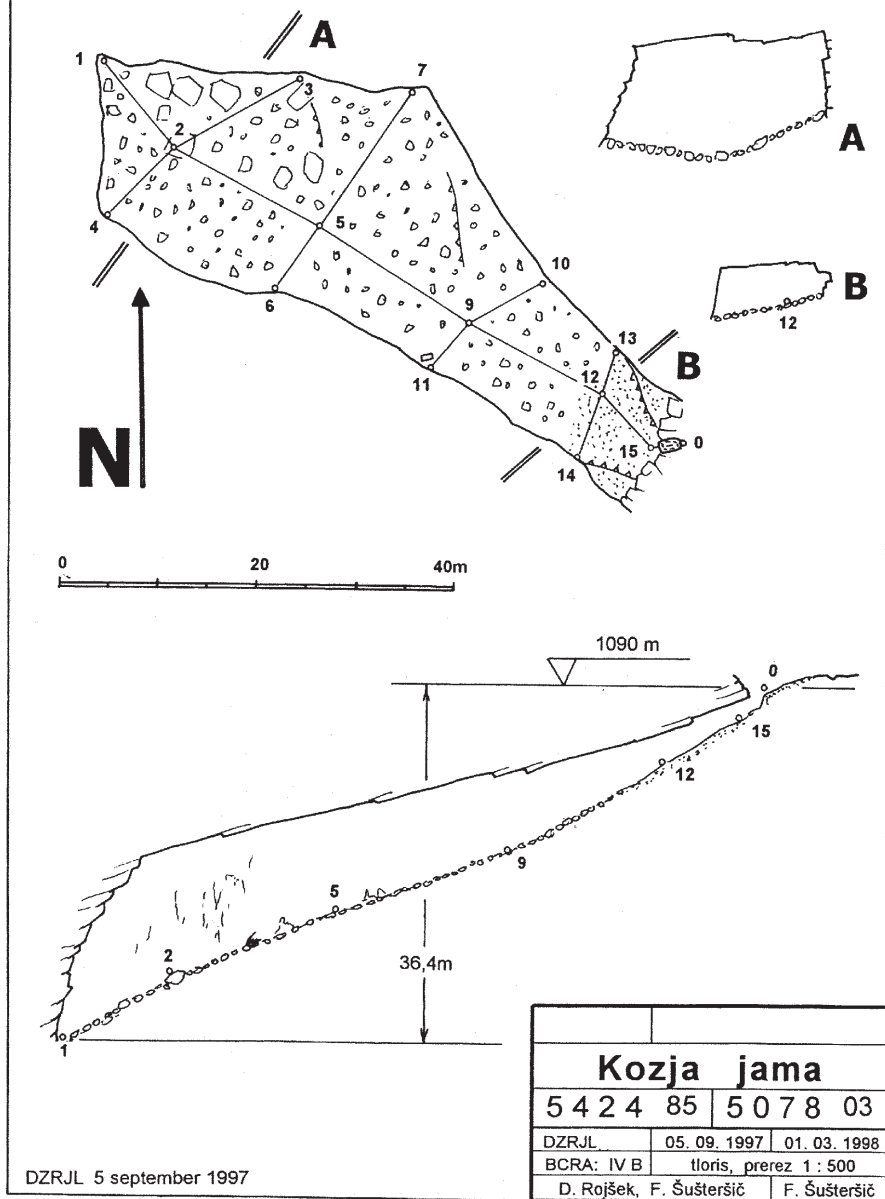 A
1
7
3
2
A
4
5
10
B
6
9
12
13
11
12
B
N
15
0
14
0 20 40m
1090 m
0
15
12
9
5
2
36,4m
1
Kozja jama
5424 85 5078 03
DZRJL 05. 09. 1997 01. 03. 1998
BCRA: IV B tloris, prerez 1 : 500
D. Rojšek, F. Šušteršič F. Šušteršič
DZRJL 5 september 1997